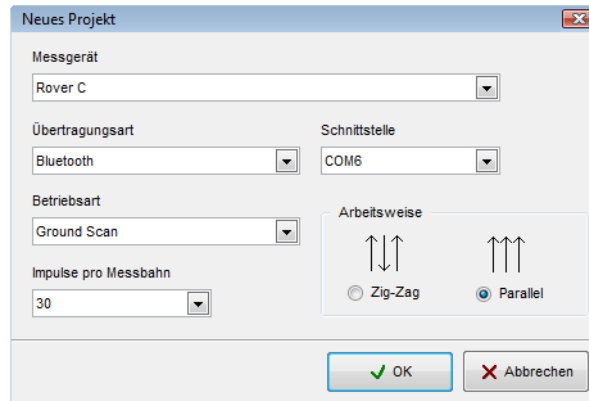 Neues Projekt
Messgerät
Rover C
Übertragungsart
Schnittstelle
Bluetooth
COM6
Betriebsart
Ground Scan
Arbeitsweise
Impulse pro Messbahn
30
Zig-Zag
Parallel
OK
Abbrechen